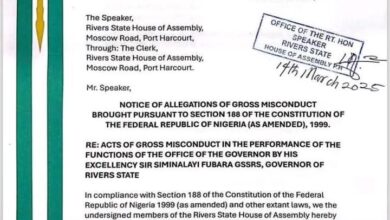 The Speaker,
Rivers State House of Assembly,
Moscow Road, Port Harcourt,
Through: The Clerk,
Rivers State House of Assembly,
Moscow Road, Port Harcourt.
OFFICE OF THE RT. HON
SPEAKER
RIVERS STATE
HOUSE OF ASSEMBLY
14th March 2025
Mr. Speaker,
NOTICE OF ALLEGATIONS OF GROSS MISCONDUCT
BROUGHT PURSUANT TO SECTION 188 OF THE CONSTITUTION OF
THE FEDERAL REPUBLIC OF NIGERIA (AS AMENDED), 1999.
RE: ACTS OF GROSS MISCONDUCT IN THE PERFORMANCE OF THE
FUNCTIONS OF THE OFFICE OF THE GOVERNOR BY HIS
EXCELLENCY SIR SIMINALAYI FUBARA GSSRS, GOVERNOR OF
RIVERS STATE
In compliance with Section 188 of the Constitution of the Federal
Republic of Nigeria 1999 (as amended) and other extant laws, we
the undersigned members of the Rivers State House of Assembly hereby